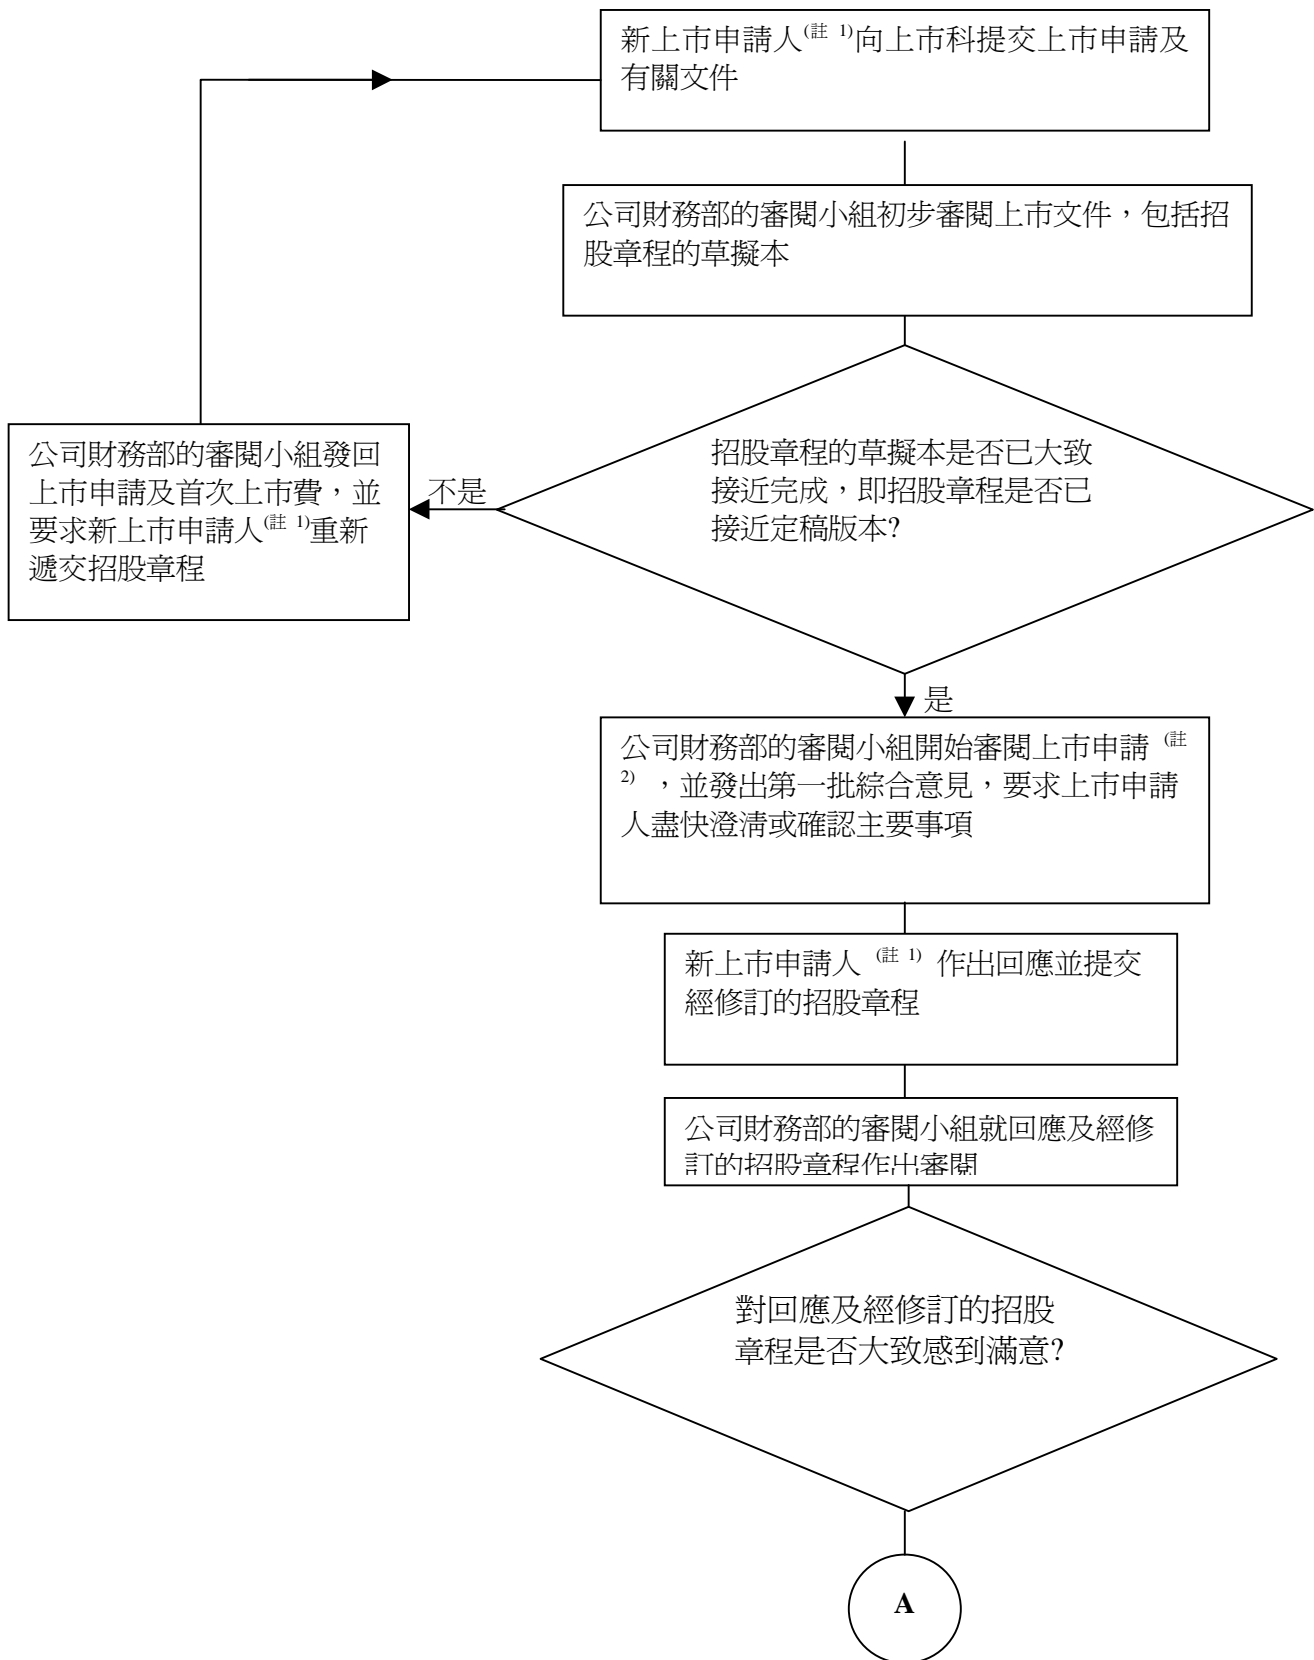 新上市申請人(註 1)向上市科提交上市申請及
有關文件
公司財務部的審閱小組初步審閱上市文件，包括招
股章程的草擬本
招股章程的草擬本是否已大致
接近完成，即招股章程是否已
接近定稿版本?
公司財務部的審閱小組發回
上市申請及首次上市費，並
要求新上市申請人(註 1)重新
遞交招股章程
不是
是
公司財務部的審閱小組開始審閱上市申請 (註
2) ，並發出第一批綜合意見，要求上市申請
人盡快澄清或確認主要事項
新上市申請人 (註 1) 作出回應並提交
經修訂的招股章程
公司財務部的審閱小組就回應及經修
訂的招股章程作出審閱
對回應及經修訂的招股
章程是否大致感到滿意?
A